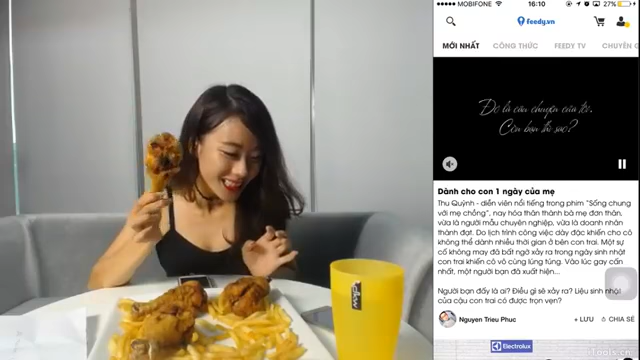 MOBIFONE 16:10 27%
feedy.vn
MỚI NHẤT CÔNG THỨC FEEDY TV CHUYÊN G
Đó là câu chuyện của tôi.
Còn bạn thì sao?
Dành cho con 1 ngày của mẹ
Thu Quỳnh - diễn viên nổi tiếng trong phim "Sống chung
với mẹ chồng", nay hóa thân thành bà mẹ đơn thân,
vừa là người mẫu chuyên nghiệp, vừa là doanh nhân
thành đạt. Do lịch trình công việc dày đặc khiến cô
không thể dành nhiều thời gian ở bên con trai. Một sự
cố không may đã bất ngờ xảy ra trong ngày sinh nhật
con trai khiến cô vô cùng lúng túng. Vào lúc gay cấn
nhất, một người bạn đã xuất hiện...
Người bạn đấy là ai? Điều gì sẽ xảy ra? Liệu sinh nhật
của cậu con trai có được trọn vẹn?
Nguyen Trieu Phuc + LƯU CHIA SẺ
Electrolux